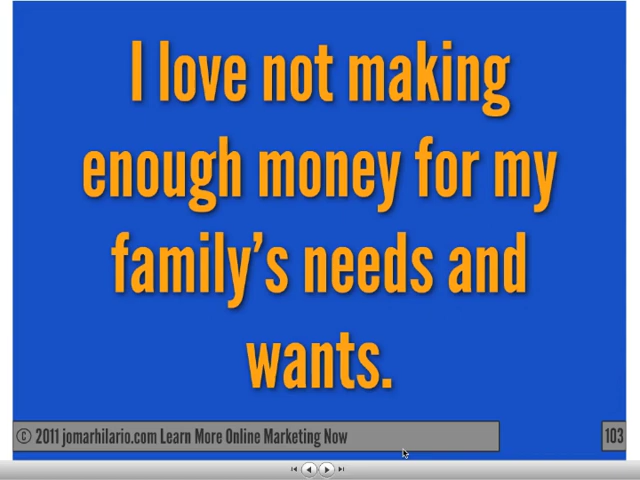 I love not making
enough money for my
family’s needs and
wants.
© 2011 jomarhilario.com Learn More Online Marketing Now
103